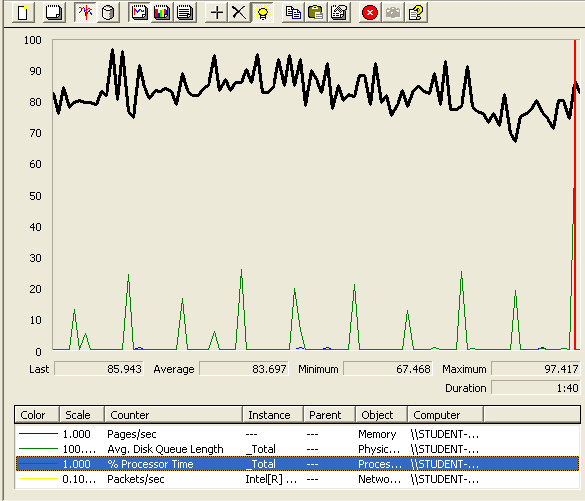 100
90
80
70
60
50
40
30
20
10
0
Last 85.943 Average 83.697 Minimum 67.468 Maximum 97.417
Duration 1:40
Color Scale Counter Instance Parent Object Computer
1.000 Pages/sec --- --- Memory \\STUDENT-...
100.... Avg. Disk Queue Length _Total --- Physic... \\STUDENT-...
1.000 % Processor Time _Total --- Proces... \\STUDENT-...
0.10... Packets/sec Intel[R] ... --- Netwo... \\STUDENT-...